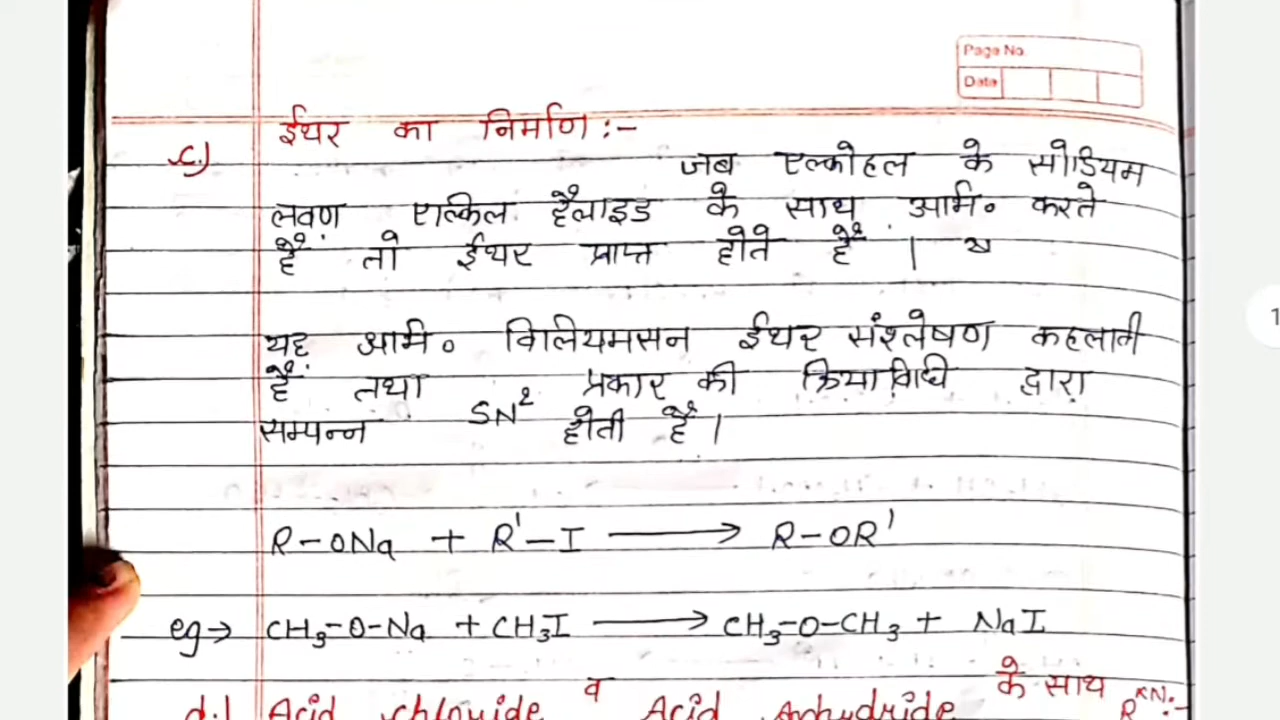 Page No.
Date
c.) ईथर का निर्माण :-
जब एल्कोहल के सोडियम
लवण एल्किल हैलाइड के साथ अभि॰ करते
हैं तो ईथर प्राप्त होते हैं ।
यह अभि॰ विलियमसन ईथर संश्लेषण कहलाती
हैं तथा SN² प्रकार की क्रियाविधि द्वारा
सम्पन्न होती हैं ।
R-ONa + R'-I ⟶ R-OR'
eg→ CH₃-O-Na + CH₃I ⟶ CH₃-O-CH₃ + NaI
d.) Acid chloride व Acid Anhydride के साथ RXN:-
1